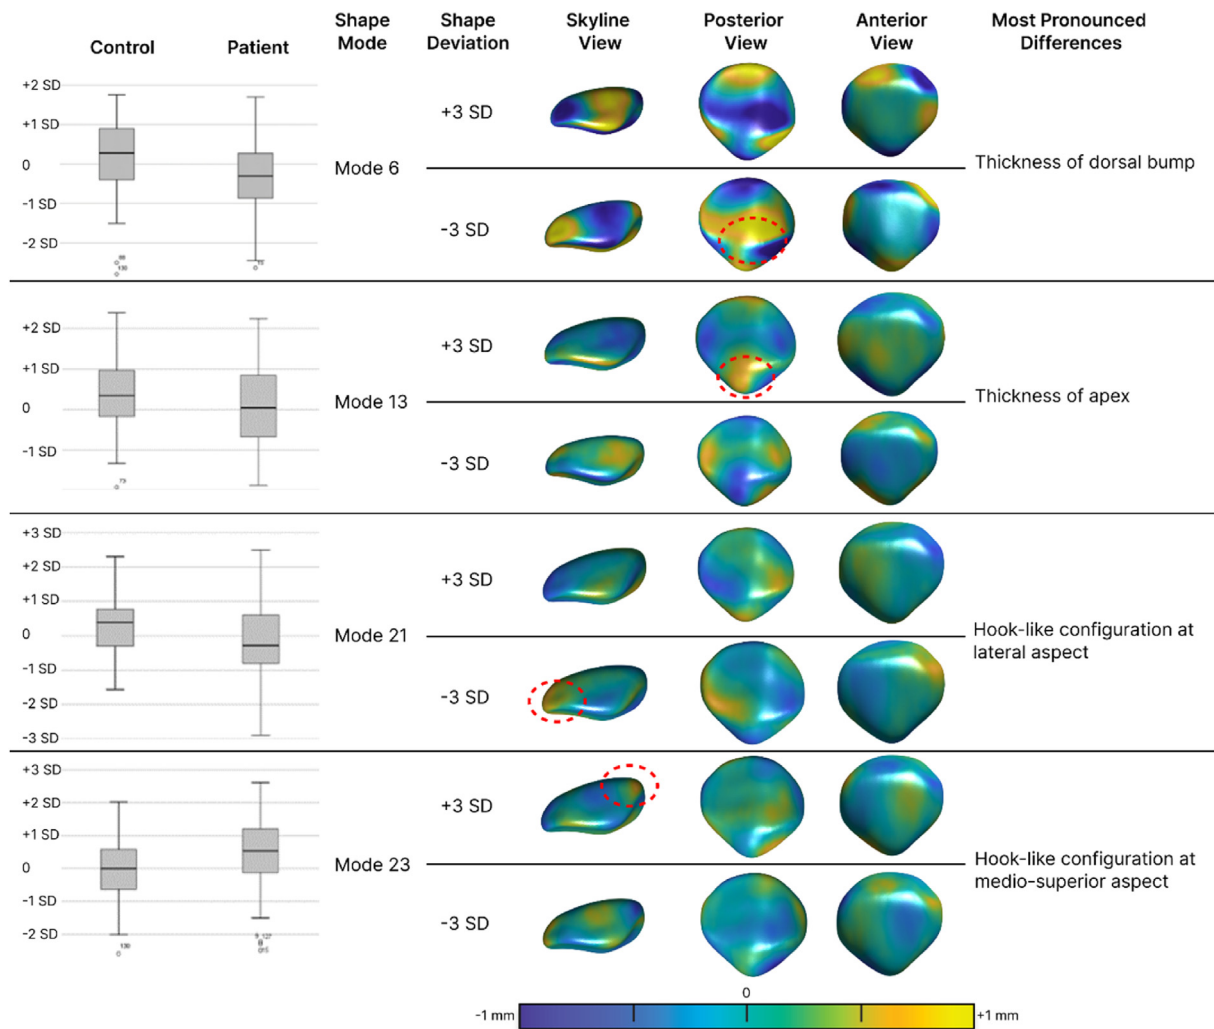 Control
Patient
Shape
Mode
Shape
Deviation
Skyline
View
Posterior
View
Anterior
View
Most Pronounced
Differences
+2 SD
+1 SD
0
-1 SD
-2 SD
Mode 6
+3 SD
-3 SD
Thickness of dorsal bump
+2 SD
+1 SD
0
-1 SD
79
Mode 13
+3 SD
-3 SD
Thickness of apex
+3 SD
+2 SD
+1 SD
0
-1 SD
-2 SD
-3 SD
Mode 21
+3 SD
-3 SD
Hook-like configuration at
lateral aspect
+3 SD
+2 SD
+1 SD
0
-1 SD
-2 SD
Mode 23
+3 SD
-3 SD
Hook-like configuration at
medio-superior aspect
0
-1 mm
+1 mm